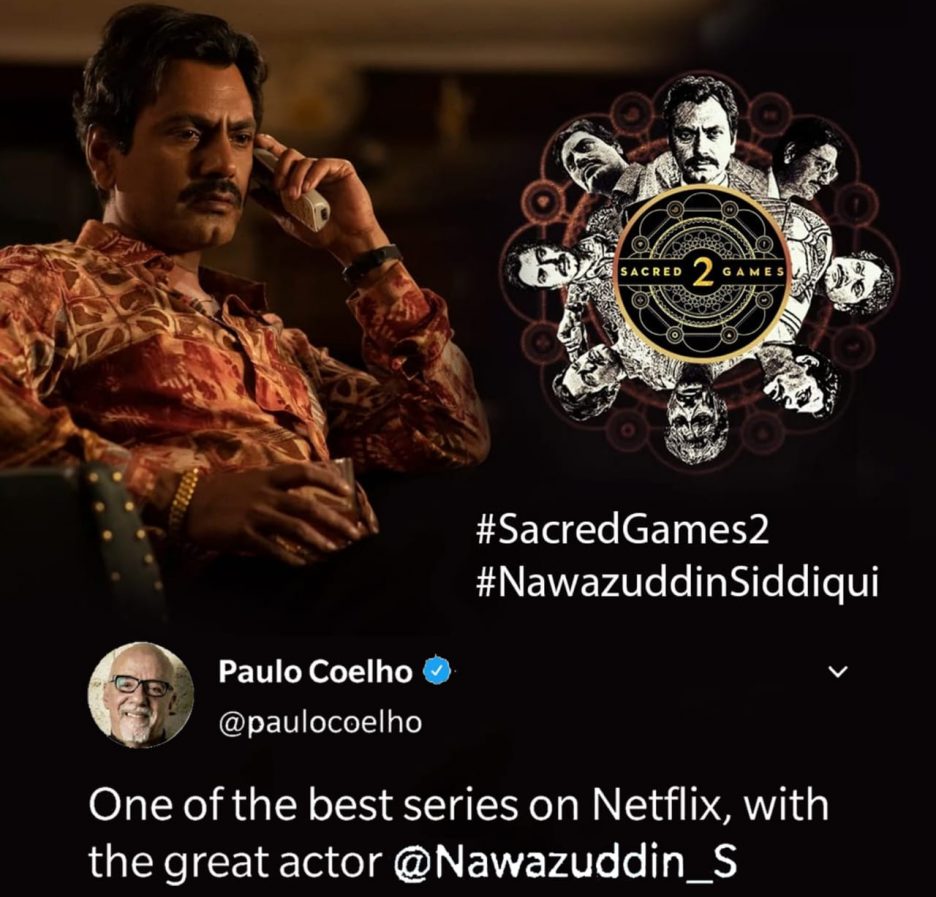 SACRED 2 GAMES
#SacredGames2
#NawazuddinSiddiqui
Paulo Coelho
@paulocoelho
One of the best series on Netflix, with
the great actor @Nawazuddin_S